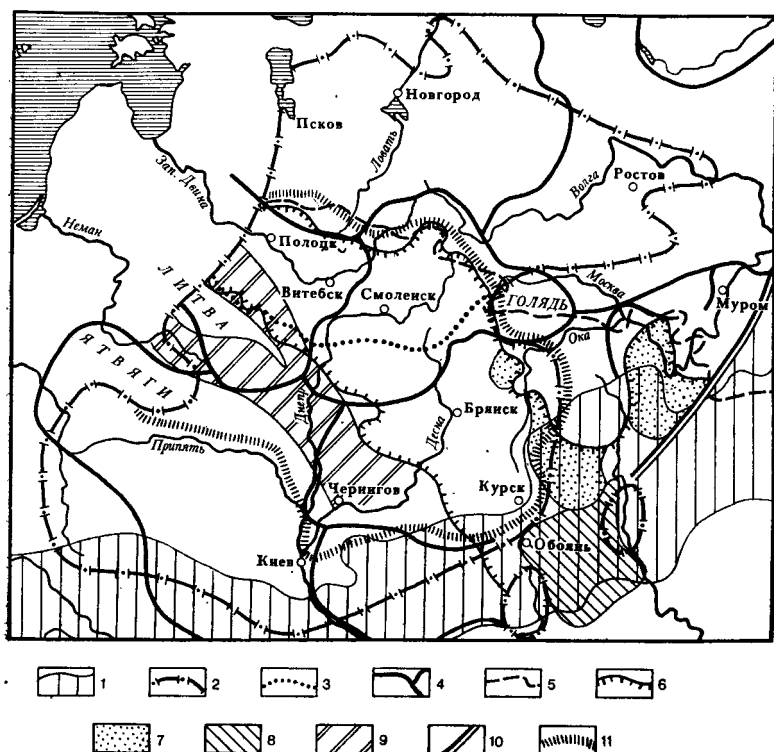 Новгород
Псков
Ловать
Зап. Двина
Волга
Ростов
Неман
Полоцк
ЛИТВА
Витебск
Смоленск
ГОЛЯДЬ
Москва
Муром
Ока
ЯТВЯГИ
Днепр
Десна
Брянск
Припять
Чернигов
Курск
Киев
Обоянь
1 2 3 4 5 6
7 8 9 10 11